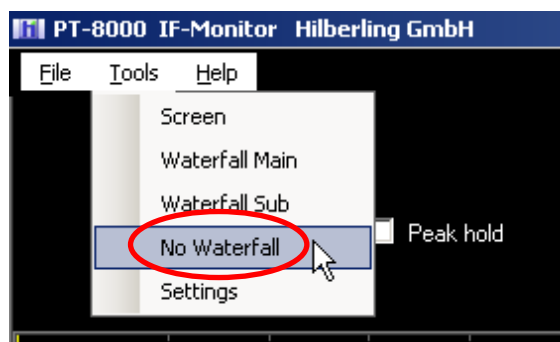 PT-8000 IF-Monitor Hilberling GmbH
File Tools Help
Screen
Waterfall Main
Waterfall Sub
No Waterfall
Peak hold
Settings